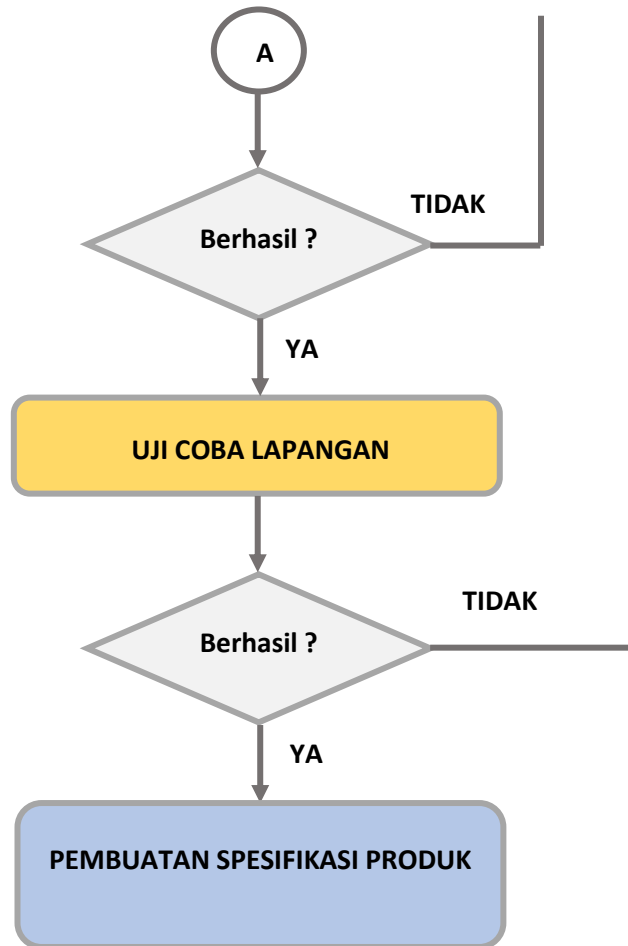 A
TIDAK
Berhasil ?
YA
UJI COBA LAPANGAN
TIDAK
Berhasil ?
YA
PEMBUATAN SPESIFIKASI PRODUK